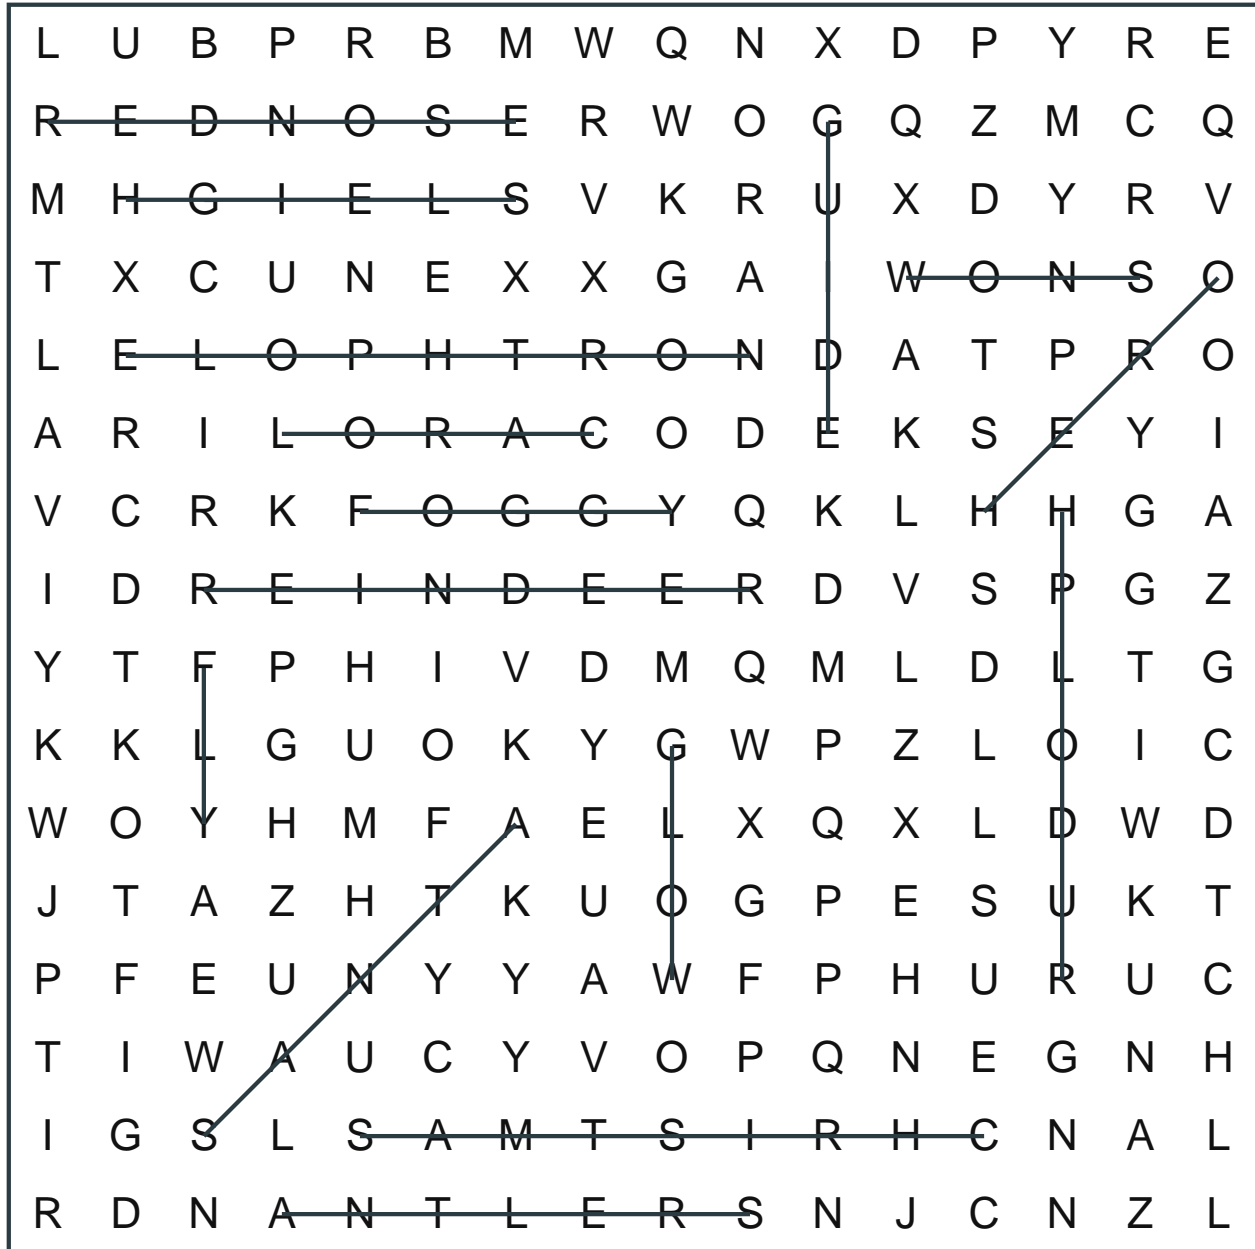 L U B P R B M W Q N X D P Y R E
R E D N O S E R W O G Q Z M C Q
M H G I E L S V K R U X D Y R V
T X C U N E X X G A I W O N S O
L E L O P H T R O N D A T P R O
A R I L O R A C O D E K S E Y I
V C R K F O G G Y Q K L H H G A
I D R E I N D E E R D V S P G Z
Y T F P H I V D M Q M L D L T G
K K L G U O K Y G W P Z L O I C
W O Y H M F A E L X Q X L D W D
J T A Z H T K U O G P E S U K T
P F E U N Y Y A W F P H U R U C
T I W A U C Y V O P Q N E G N H
I G S L S A M T S I R H C N A L
R D N A N T L E R S N J C N Z L